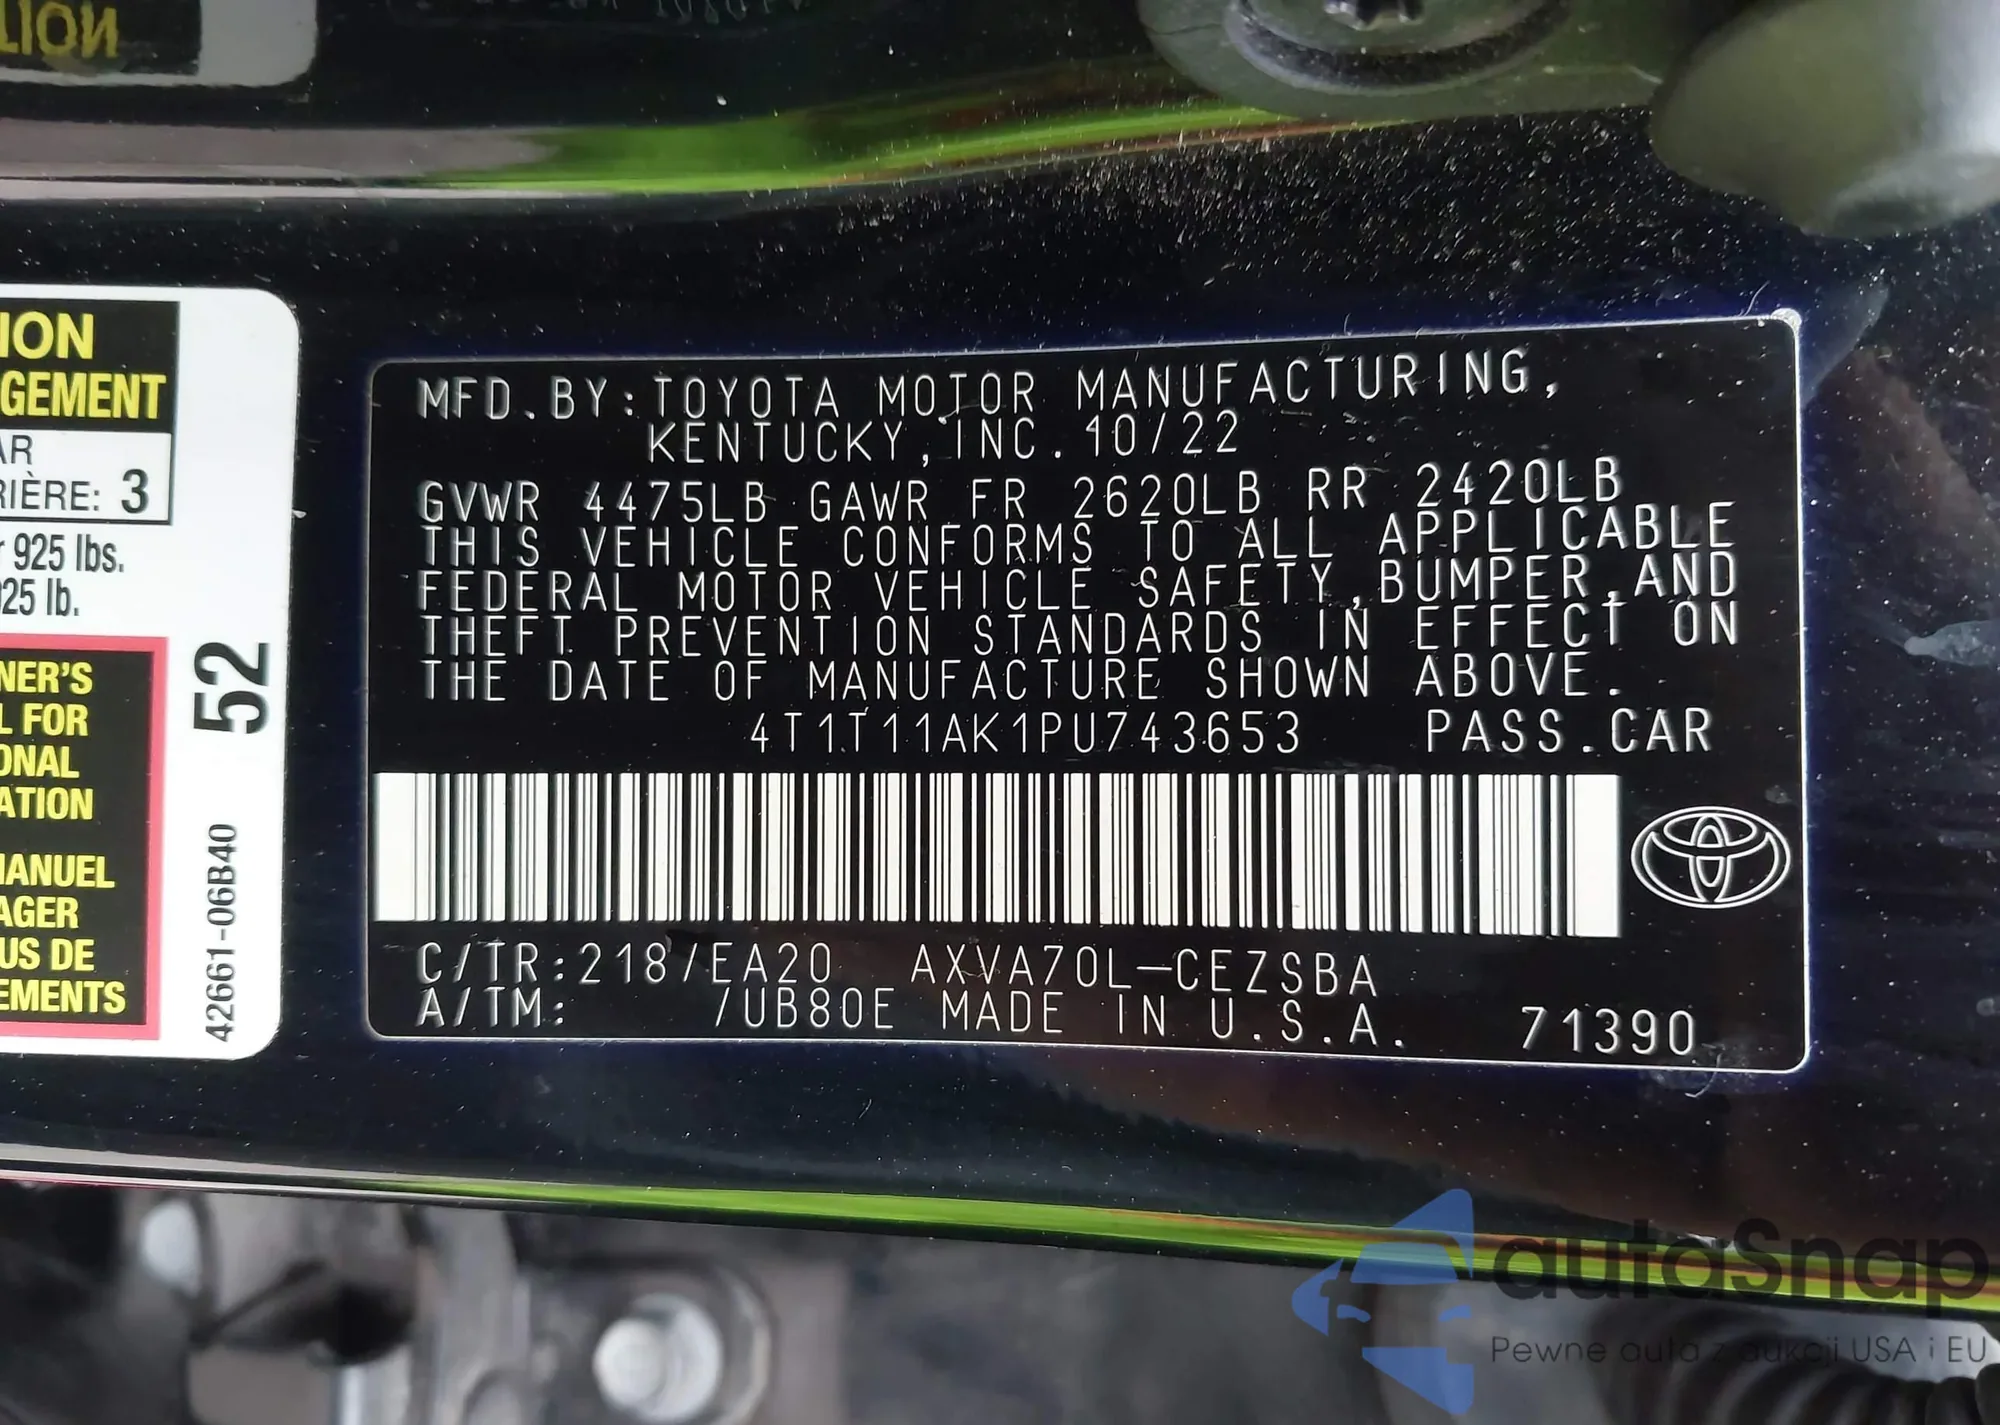 TION
ION
GEMENT
AR
RIÈRE: 3
925 lbs.
925 lb.
NER'S
L FOR
ONAL
ATION
MANUEL
AGER
US DE
EMENTS
52
42661-06B40
MFD.BY:TOYOTA MOTOR MANUFACTURING,
KENTUCKY,INC.10/22
GVWR 4475LB GAWR FR 2620LB RR 2420LB
THIS VEHICLE CONFORMS TO ALL APPLICABLE
FEDERAL MOTOR VEHICLE SAFETY,BUMPER,AND
THEFT PREVENTION STANDARDS IN EFFECT ON
THE DATE OF MANUFACTURE SHOWN ABOVE.
4T1T11AK1PU743653 PASS.CAR
C/TR:218/EA20 AXVA70L-CEZSBA
A/TM: /UB80E MADE IN U.S.A. 71390
autoSnap
Pewne auta z aukcji USA i EU